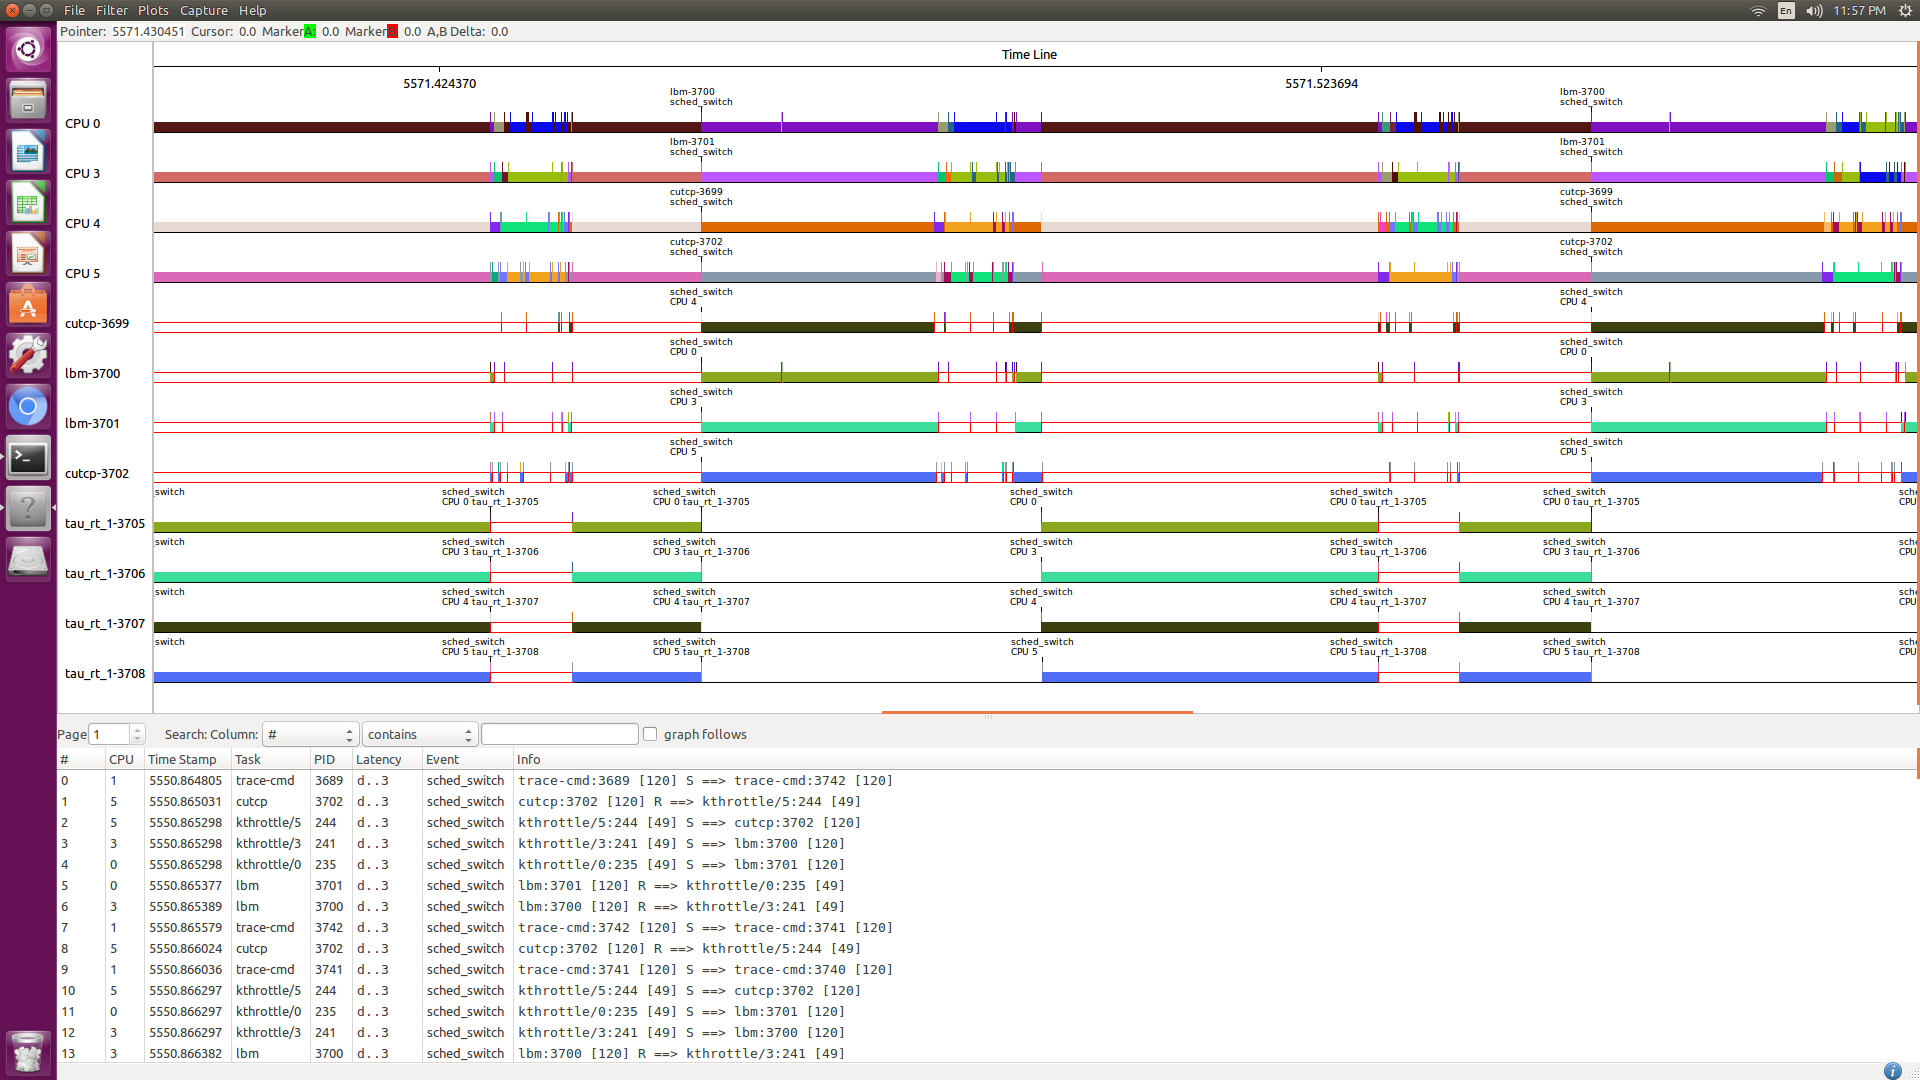 File Filter Plots Capture Help
En 11:57 PM
Pointer: 5571.430451 Cursor: 0.0 Marker A: 0.0 Marker 0.0 A,B Delta: 0.0
Time Line
5571.424370 5571.523694
lbm-3700 lbm-3700
sched_switch sched_switch
CPU 0
lbm-3701 lbm-3701
sched_switch sched_switch
CPU 3
cutcp-3699 cutcp-3699
sched_switch sched_switch
CPU 4
cutcp-3702 cutcp-3702
sched_switch sched_switch
CPU 5
sched_switch sched_switch
CPU 4 CPU 4
cutcp-3699
sched_switch sched_switch
CPU 0 CPU 0
lbm-3700
sched_switch sched_switch
CPU 3 CPU 3
lbm-3701
sched_switch sched_switch
CPU 5 CPU 5
cutcp-3702
switch sched_switch sched_switch sched_switch sched_switch sched_switch sch
CPU 0 tau_rt_1-3705 CPU 0 tau_rt_1-3705 CPU 0 CPU 0 tau_rt_1-3705 CPU 0 tau_rt_1-3705 CPU
tau_rt_1-3705
switch sched_switch sched_switch sched_switch sched_switch sched_switch sch
CPU 3 tau_rt_1-3706 CPU 3 tau_rt_1-3706 CPU 3 CPU 3 tau_rt_1-3706 CPU 3 tau_rt_1-3706 CPU
tau_rt_1-3706
switch sched_switch sched_switch sched_switch sched_switch sched_switch sch
CPU 4 tau_rt_1-3707 CPU 4 tau_rt_1-3707 CPU 4 CPU 4 tau_rt_1-3707 CPU 4 tau_rt_1-3707 CPU
tau_rt_1-3707
switch sched_switch sched_switch sched_switch sched_switch sched_switch sch
CPU 5 tau_rt_1-3708 CPU 5 tau_rt_1-3708 CPU 5 CPU 5 tau_rt_1-3708 CPU 5 tau_rt_1-3708 CPU
tau_rt_1-3708
Page 1 Search: Column: # contains graph follows
# CPU Time Stamp Task PID Latency Event Info
0 1 5550.864805 trace-cmd 3689 d..3 sched_switch trace-cmd:3689 [120] S ==> trace-cmd:3742 [120]
1 5 5550.865031 cutcp 3702 d..3 sched_switch cutcp:3702 [120] R ==> kthrottle/5:244 [49]
2 5 5550.865298 kthrottle/5 244 d..3 sched_switch kthrottle/5:244 [49] S ==> cutcp:3702 [120]
3 3 5550.865298 kthrottle/3 241 d..3 sched_switch kthrottle/3:241 [49] S ==> lbm:3700 [120]
4 0 5550.865298 kthrottle/0 235 d..3 sched_switch kthrottle/0:235 [49] S ==> lbm:3701 [120]
5 0 5550.865377 lbm 3701 d..3 sched_switch lbm:3701 [120] R ==> kthrottle/0:235 [49]
6 3 5550.865389 lbm 3700 d..3 sched_switch lbm:3700 [120] R ==> kthrottle/3:241 [49]
7 1 5550.865579 trace-cmd 3742 d..3 sched_switch trace-cmd:3742 [120] S ==> trace-cmd:3741 [120]
8 5 5550.866024 cutcp 3702 d..3 sched_switch cutcp:3702 [120] R ==> kthrottle/5:244 [49]
9 1 5550.866036 trace-cmd 3741 d..3 sched_switch trace-cmd:3741 [120] S ==> trace-cmd:3740 [120]
10 5 5550.866297 kthrottle/5 244 d..3 sched_switch kthrottle/5:244 [49] S ==> cutcp:3702 [120]
11 0 5550.866297 kthrottle/0 235 d..3 sched_switch kthrottle/0:235 [49] S ==> lbm:3701 [120]
12 3 5550.866297 kthrottle/3 241 d..3 sched_switch kthrottle/3:241 [49] S ==> lbm:3700 [120]
13 3 5550.866382 lbm 3700 d..3 sched_switch lbm:3700 [120] R ==> kthrottle/3:241 [49]